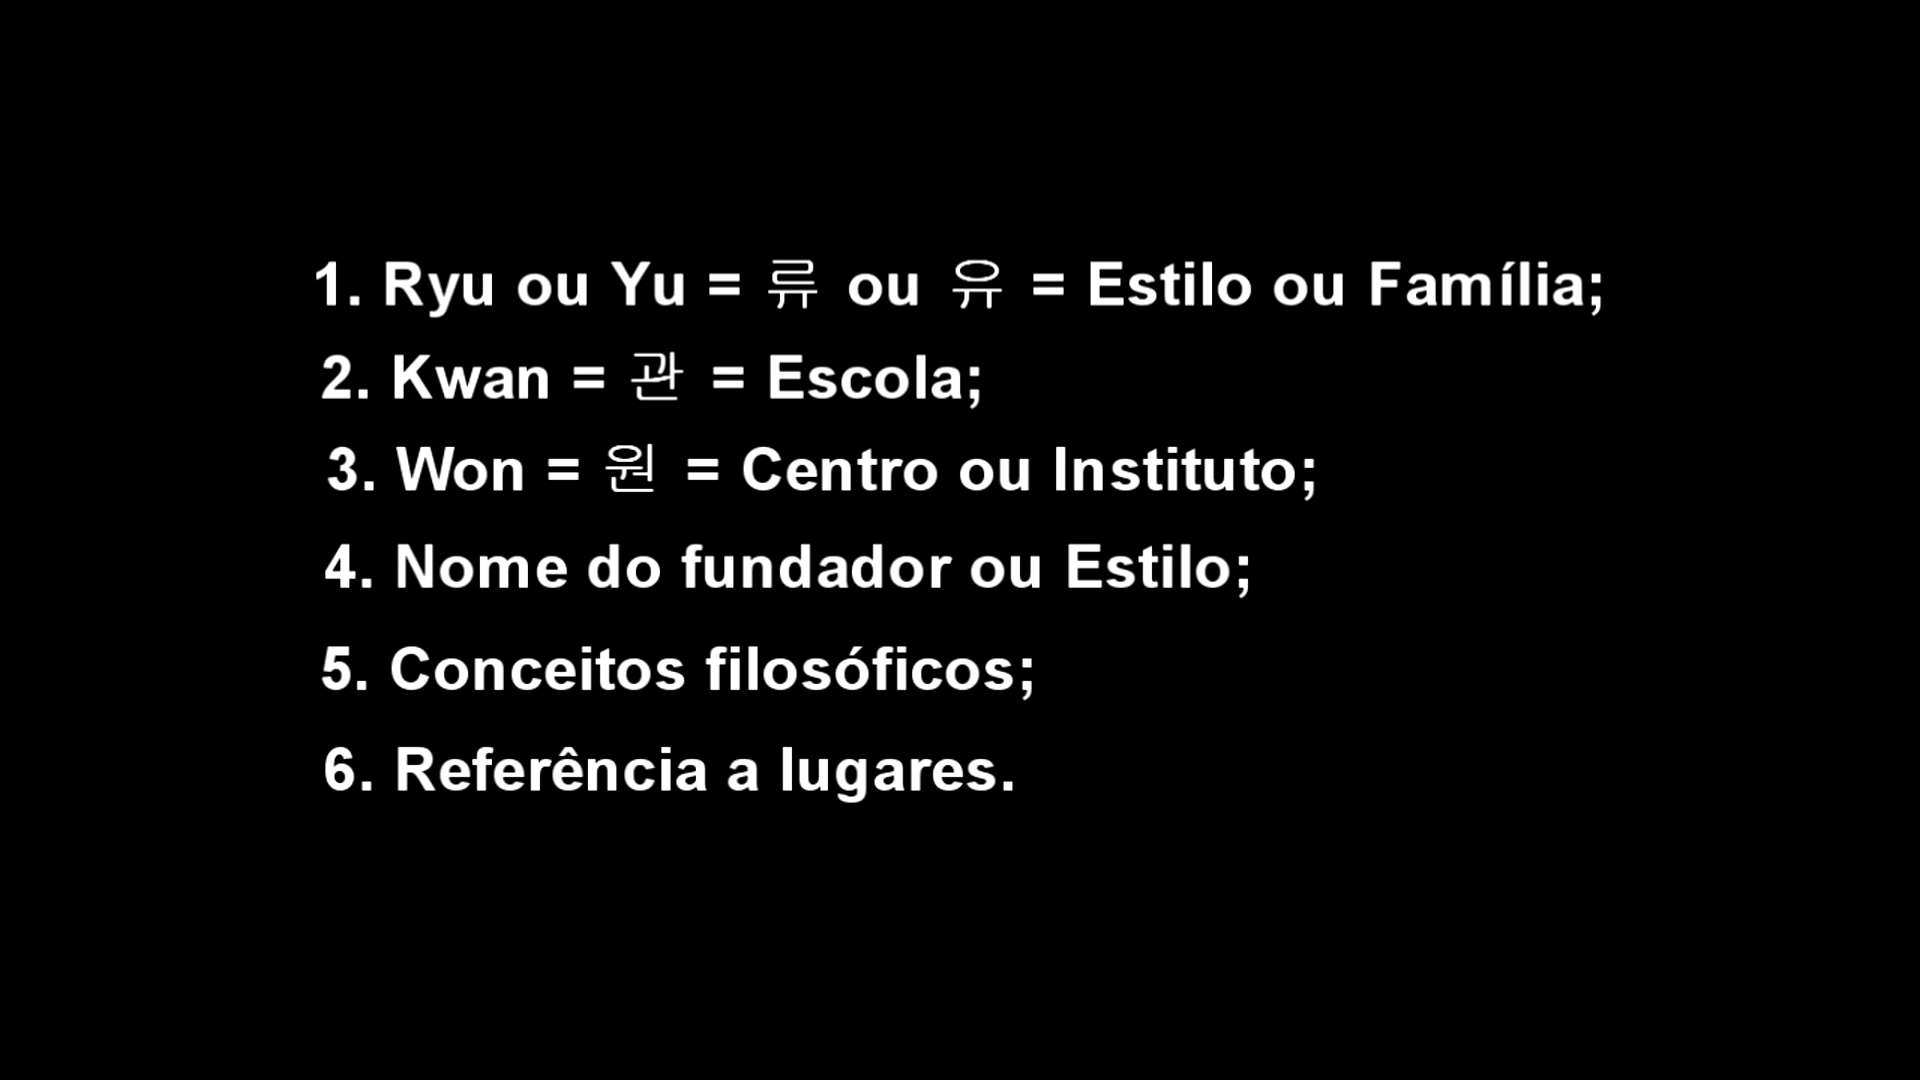 1. Ryu ou Yu = 류 ou 유 = Estilo ou Família;
2. Kwan = 관 = Escola;
3. Won = 원 = Centro ou Instituto;
4. Nome do fundador ou Estilo;
5. Conceitos filosóficos;
6. Referência a lugares.